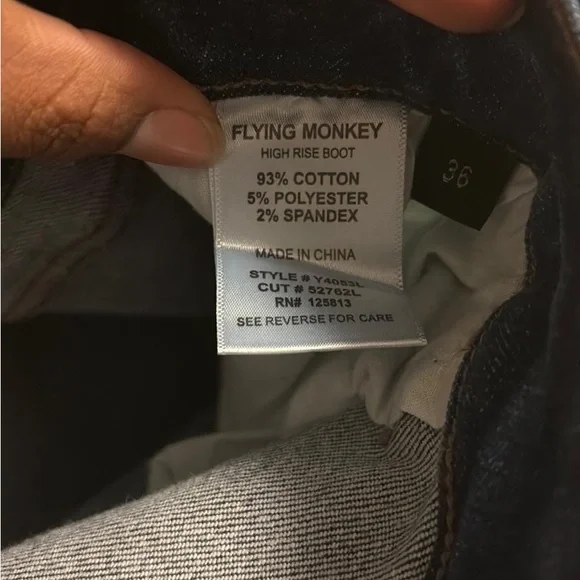 FLYING MONKEY
HIGH RISE BOOT
93% COTTON
5% POLYESTER
2% SPANDEX
MADE IN CHINA
STYLE #
CUT # 52762L
RN# 125813
SEE REVERSE FOR CARE
36